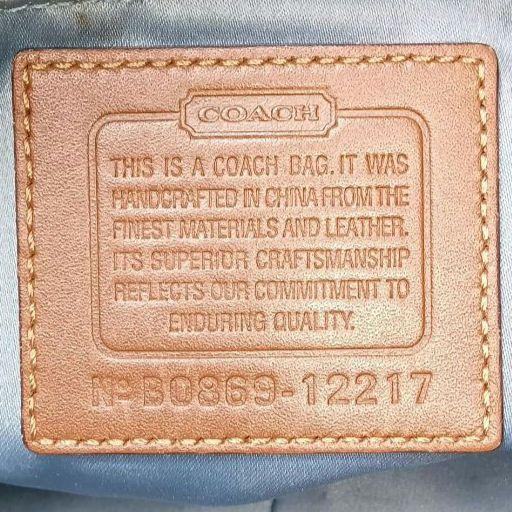 COACH
THIS IS A COACH BAG. IT WAS
HANDCRAFTED IN CHINA FROM THE
FINEST MATERIALS AND LEATHER.
ITS SUPERIOR CRAFTSMANSHIP
REFLECTS OUR COMMITMENT TO
ENDURING QUALITY.
No B0869-12217